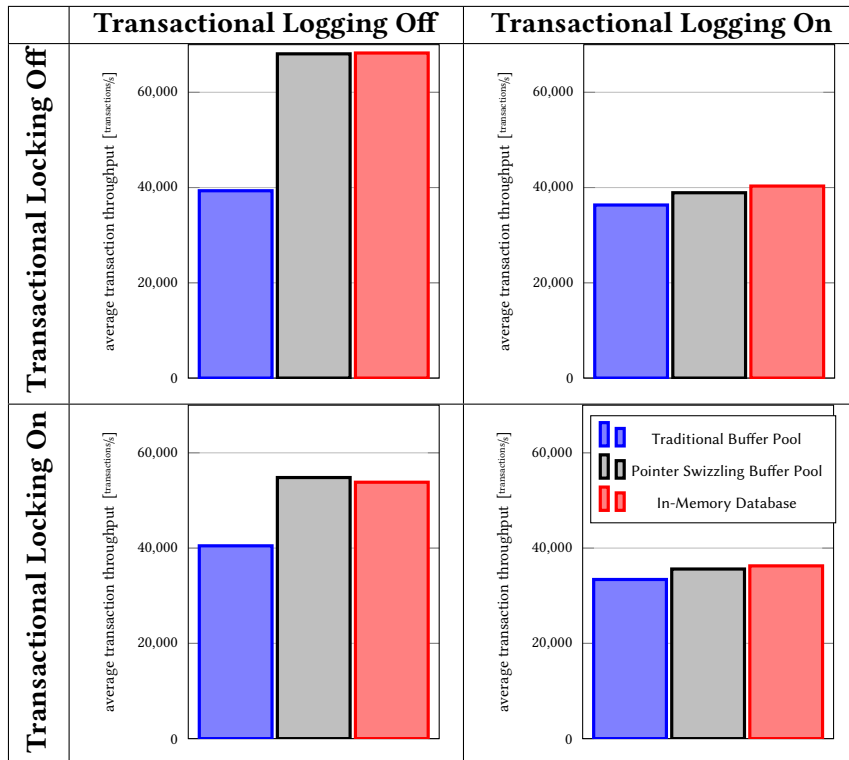 Transactional Logging Off
Transactional Logging On
Transactional Locking Off
average transaction throughput [transactions/s]
60,000
40,000
20,000
0
average transaction throughput [transactions/s]
60,000
40,000
20,000
0
Transactional Locking On
average transaction throughput [transactions/s]
60,000
40,000
20,000
0
average transaction throughput [transactions/s]
60,000
40,000
20,000
0
Traditional Buffer Pool
Pointer Swizzling Buffer Pool
In-Memory Database